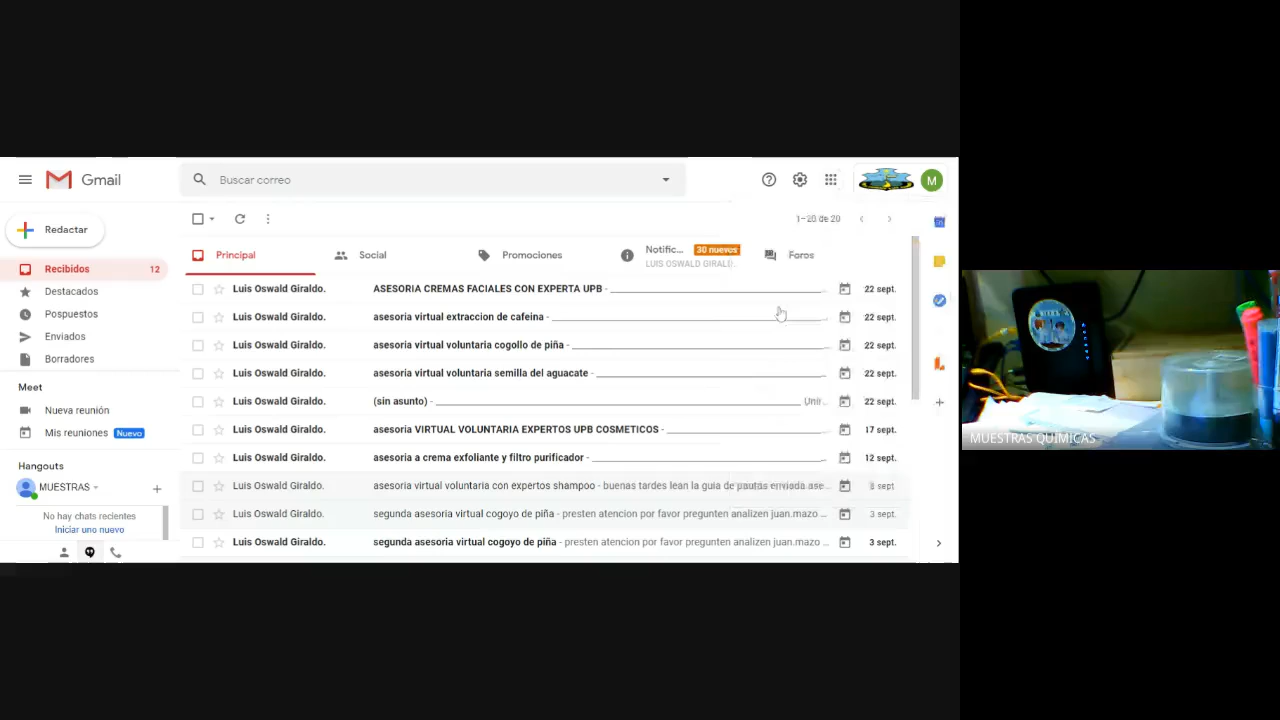 Gmail
Buscar correo
M
Redactar
1–20 de 20
Recibidos 12
Destacados
Pospuestos
Enviados
Borradores
Meet
Nueva reunión
Mis reuniones Nuevo
Hangouts
MUESTRAS
No hay chats recientes
Iniciar uno nuevo
Principal
Social
Promociones
Notific... 30 nuevos
LUIS OSWALD GIRALD...
Foros
Luis Oswald Giraldo. ASESORIA CREMAS FACIALES CON EXPERTA UPB - 22 sept.
Luis Oswald Giraldo. asesoria virtual extraccion de cafeina - 22 sept.
Luis Oswald Giraldo. asesoria virtual voluntaria cogollo de piña - 22 sept.
Luis Oswald Giraldo. asesoria virtual voluntaria semilla del aguacate - 22 sept.
Luis Oswald Giraldo. (sin asunto) - 22 sept.
Luis Oswald Giraldo. asesoria VIRTUAL VOLUNTARIA EXPERTOS UPB COSMETICOS - 17 sept.
Luis Oswald Giraldo. asesoria a crema exfoliante y filtro purificador - 12 sept.
Luis Oswald Giraldo. asesoria virtual voluntaria con expertos shampoo - buenas tardes lean la guia de pautas enviada ase... sept.
Luis Oswald Giraldo. segunda asesoria virtual cogoyo de piña - presten atencion por favor pregunten analizen juan.mazo ... 3 sept.
Luis Oswald Giraldo. segunda asesoria virtual cogoyo de piña - presten atencion por favor pregunten analizen juan.mazo ... 3 sept.
MUESTRAS QUIMICAS